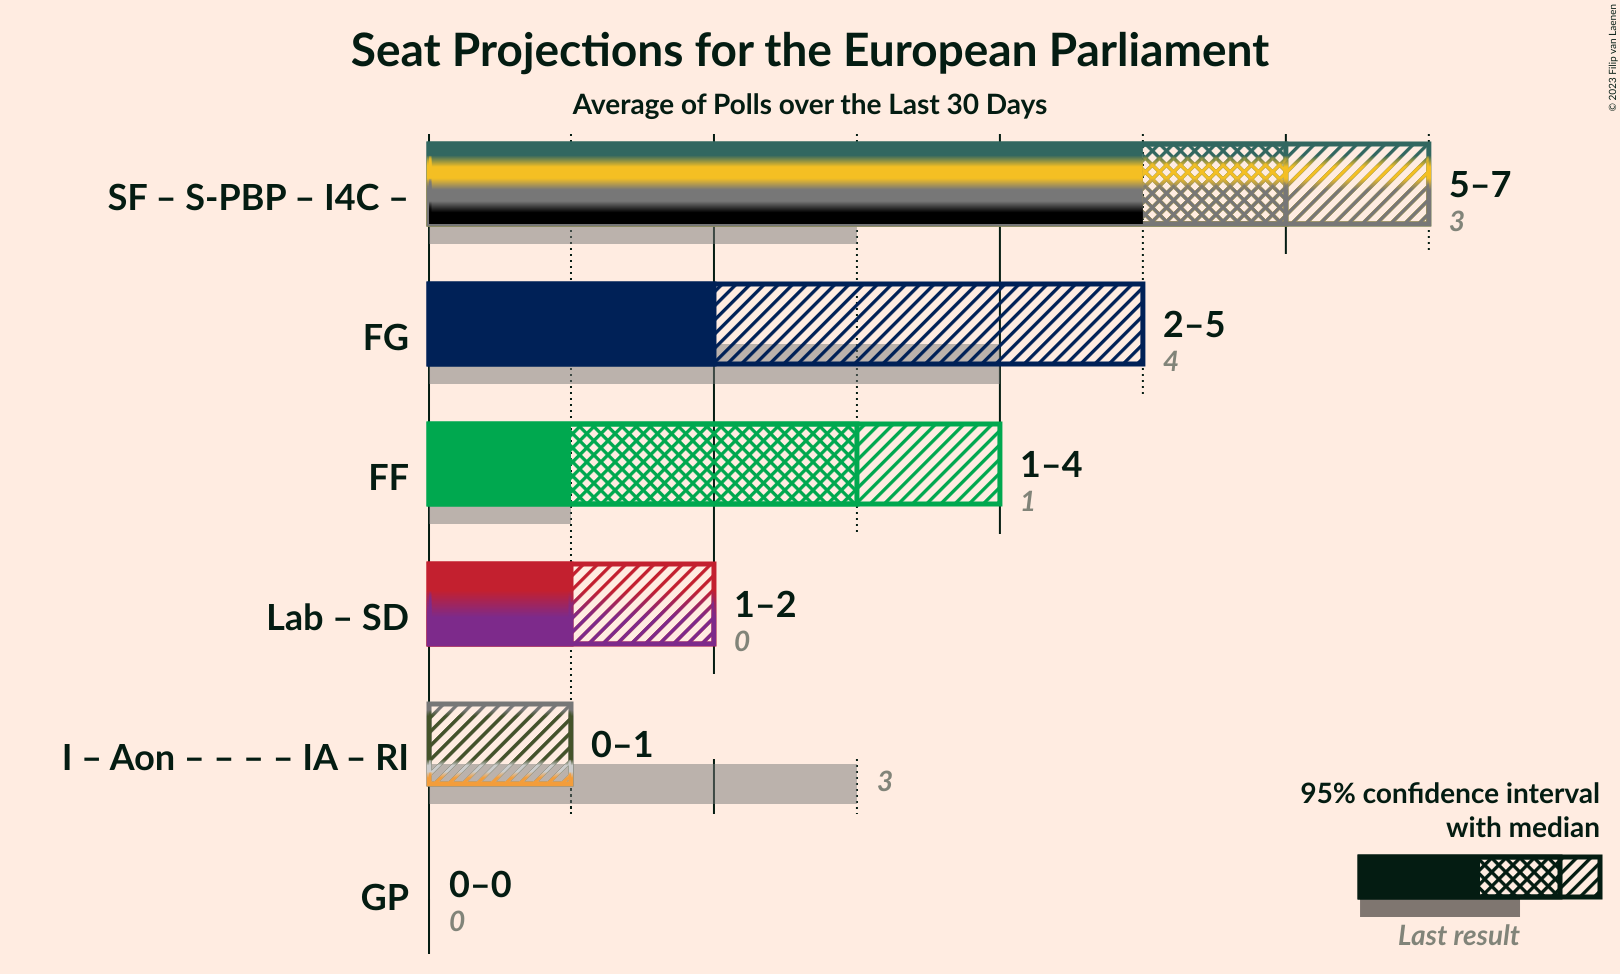 Seat Projections for the European Parliament
Average of Polls over the Last 30 Days
© 2023 Filip van Laenen
SF – S-PBP – I4C –
5–7
3
FG
2–5
4
FF
1–4
1
Lab – SD
1–2
0
I – Aon – – – – IA – RI
0–1
3
GP
0–0
0
95% confidence interval
with median
Last result